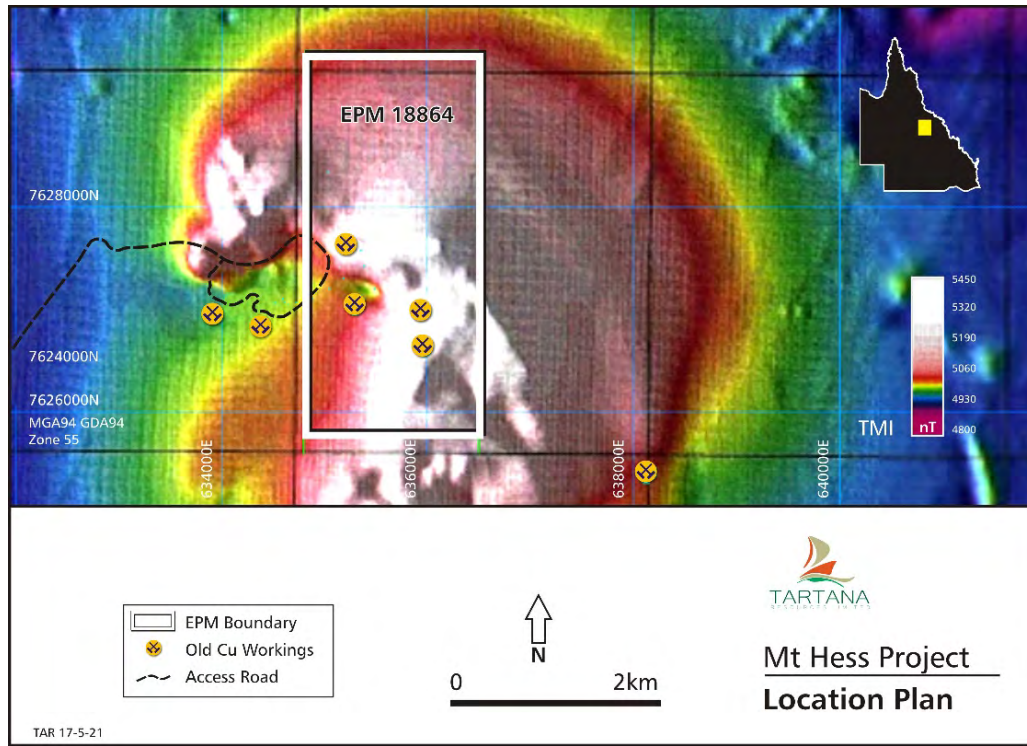 EPM 18864
7628000N
7624000N
7626000N
MGA94 GDA94
Zone 55
634000E
636000E
638000E
640000E
5450
5320
5190
5060
4930
4800
TMI
nT
EPM Boundary
Old Cu Workings
Access Road
N
0 2km
TARTANA
Mt Hess Project
Location Plan
TAR 17-5-21